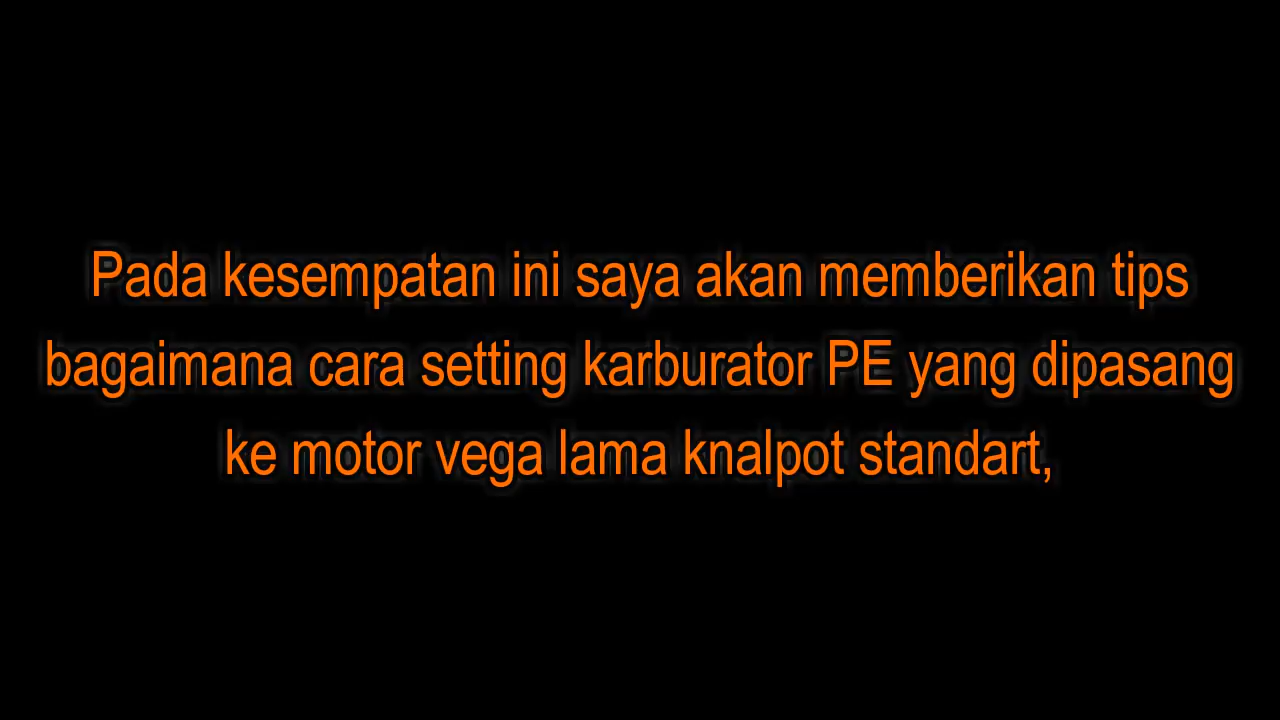 Pada kesempatan ini saya akan memberikan tips
bagaimana cara setting karburator PE yang dipasang
ke motor vega lama knalpot standart,